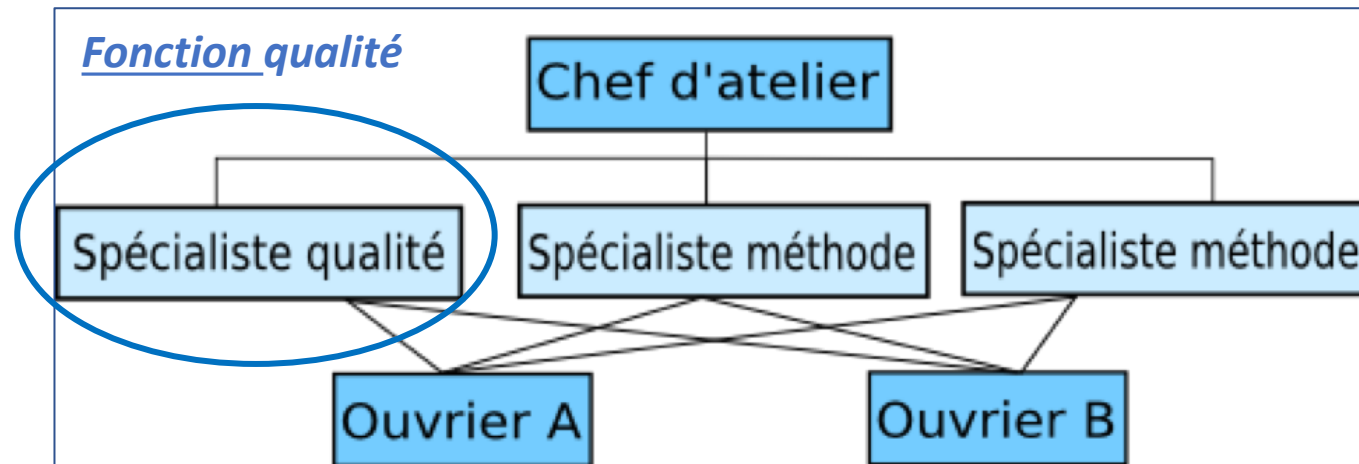 Fonction qualité
Chef d'atelier
Spécialiste qualité
Spécialiste méthode
Spécialiste méthode
Ouvrier A
Ouvrier B